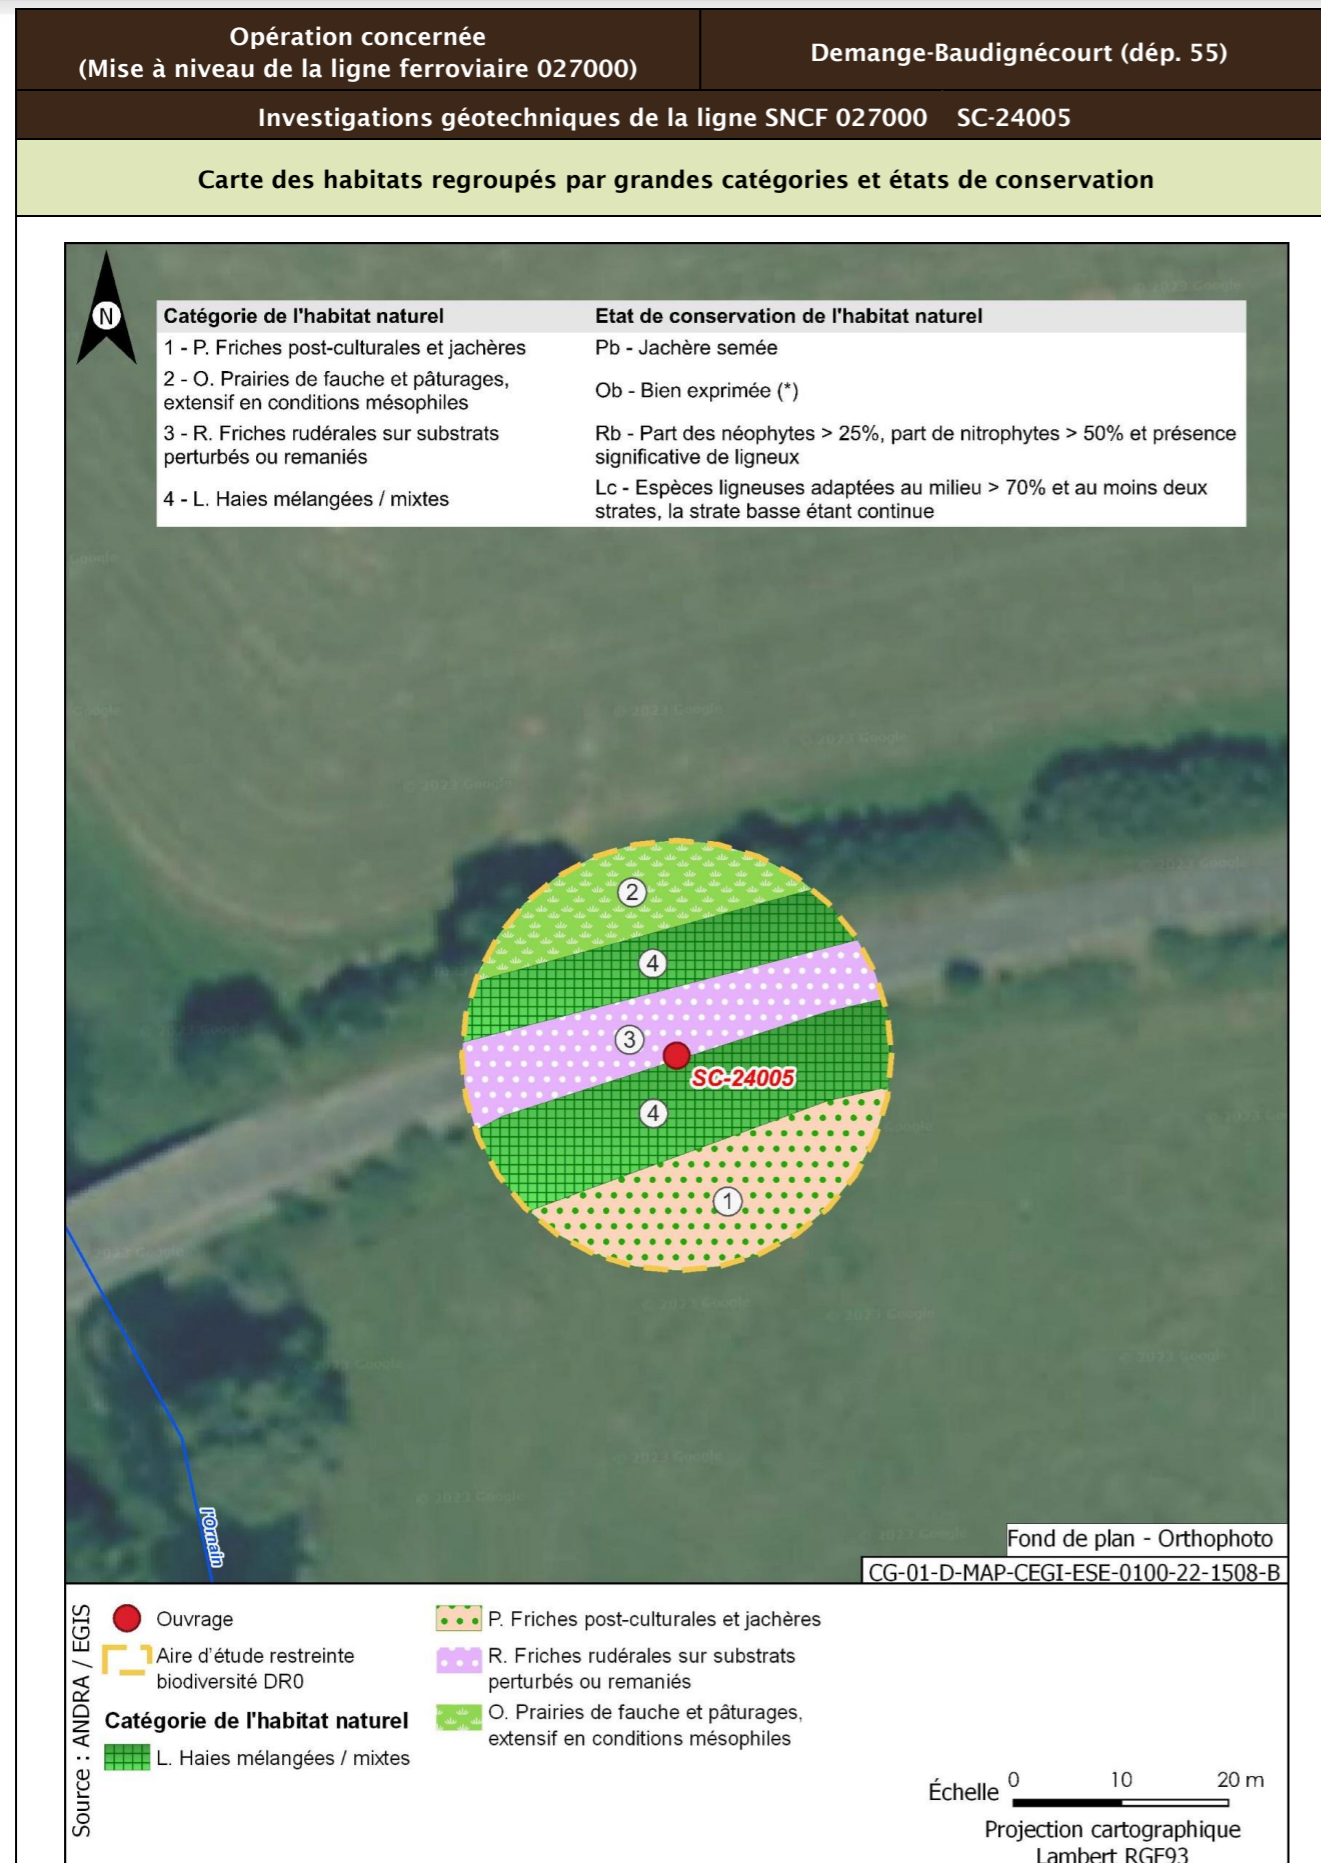 Opération concernée
(Mise à niveau de la ligne ferroviaire 027000)
Demange-Baudignécourt (dép. 55)
Investigations géotechniques de la ligne SNCF 027000 SC-24005
Carte des habitats regroupés par grandes catégories et états de conservation
N
Catégorie de l'habitat naturel
Etat de conservation de l'habitat naturel
1 - P. Friches post-culturales et jachères
Pb - Jachère semée
2 - O. Prairies de fauche et pâturages,
extensif en conditions mésophiles
Ob - Bien exprimée (*)
3 - R. Friches rudérales sur substrats
perturbés ou remaniés
Rb - Part des néophytes > 25%, part de nitrophytes > 50% et présence
significative de ligneux
4 - L. Haies mélangées / mixtes
Lc - Espèces ligneuses adaptées au milieu > 70% et au moins deux
strates, la strate basse étant continue
© 2023 Google
© 2023 Google
© 2023 Google
2
4
3
SC-24005
4
1
l'Ornain
Fond de plan - Orthophoto
CG-01-D-MAP-CEGI-ESE-0100-22-1508-B
Source : ANDRA / EGIS
Ouvrage
Aire d'étude restreinte
biodiversité DR0
Catégorie de l'habitat naturel
L. Haies mélangées / mixtes
P. Friches post-culturales et jachères
R. Friches rudérales sur substrats
perturbés ou remaniés
O. Prairies de fauche et pâturages,
extensif en conditions mésophiles
Échelle 0 10 20 m
Projection cartographique
Lambert RGF93